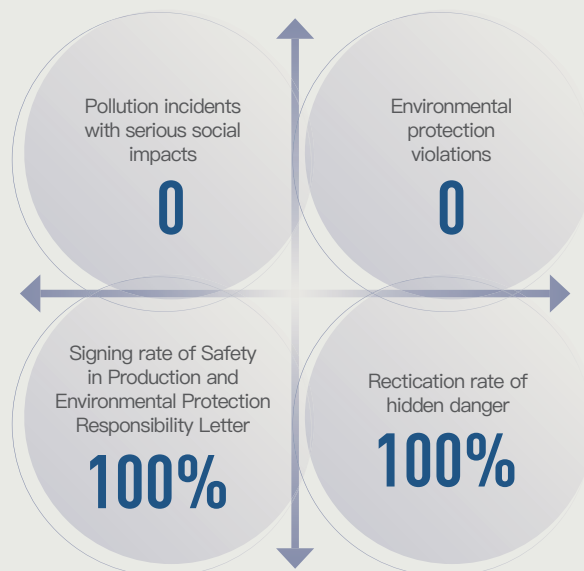 Pollution incidents
with serious social
impacts
0
Environmental
protection
violations
0
Signing rate of Safety
in Production and
Environmental Protection
Responsibility Letter
100%
Rectication rate of
hidden danger
100%